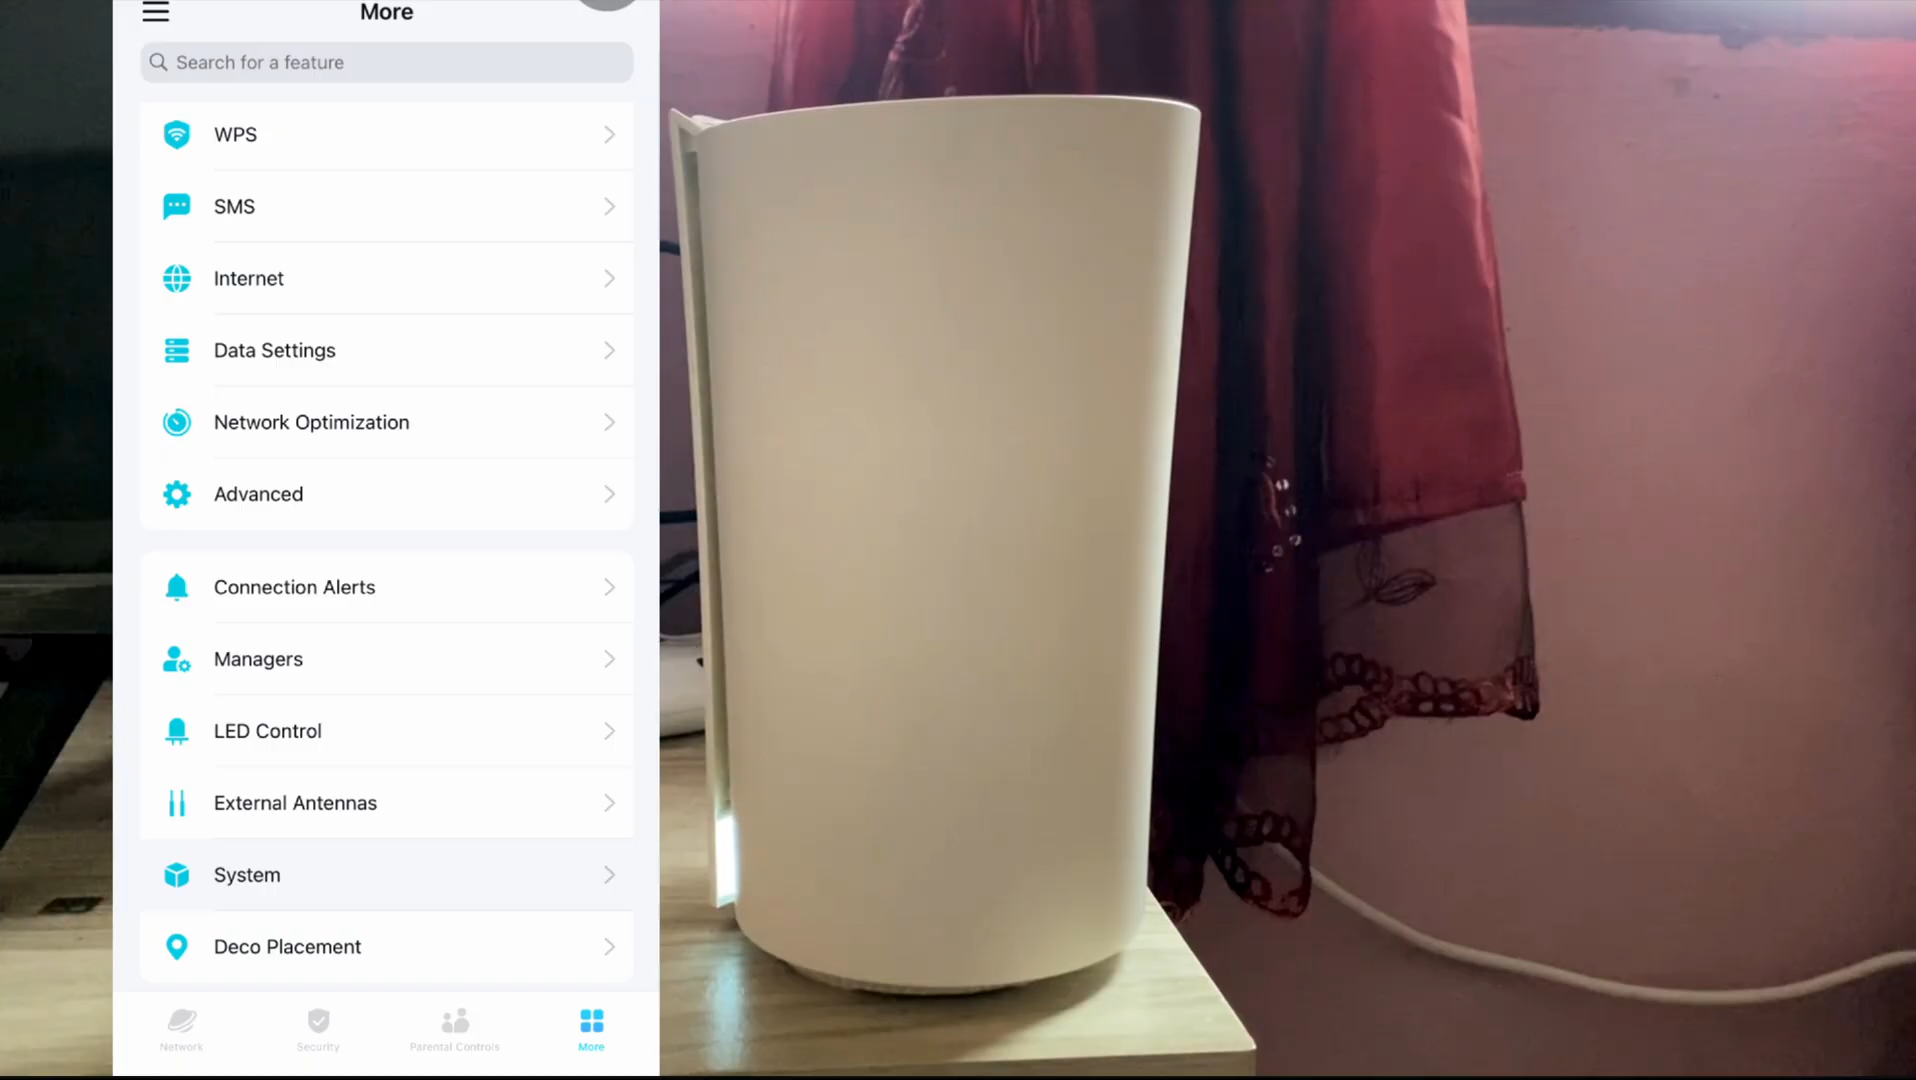 More
Search for a feature
WPS
SMS
Internet
Data Settings
Network Optimization
Advanced
Connection Alerts
Managers
LED Control
External Antennas
System
Deco Placement
Network
Security
Parental Controls
More